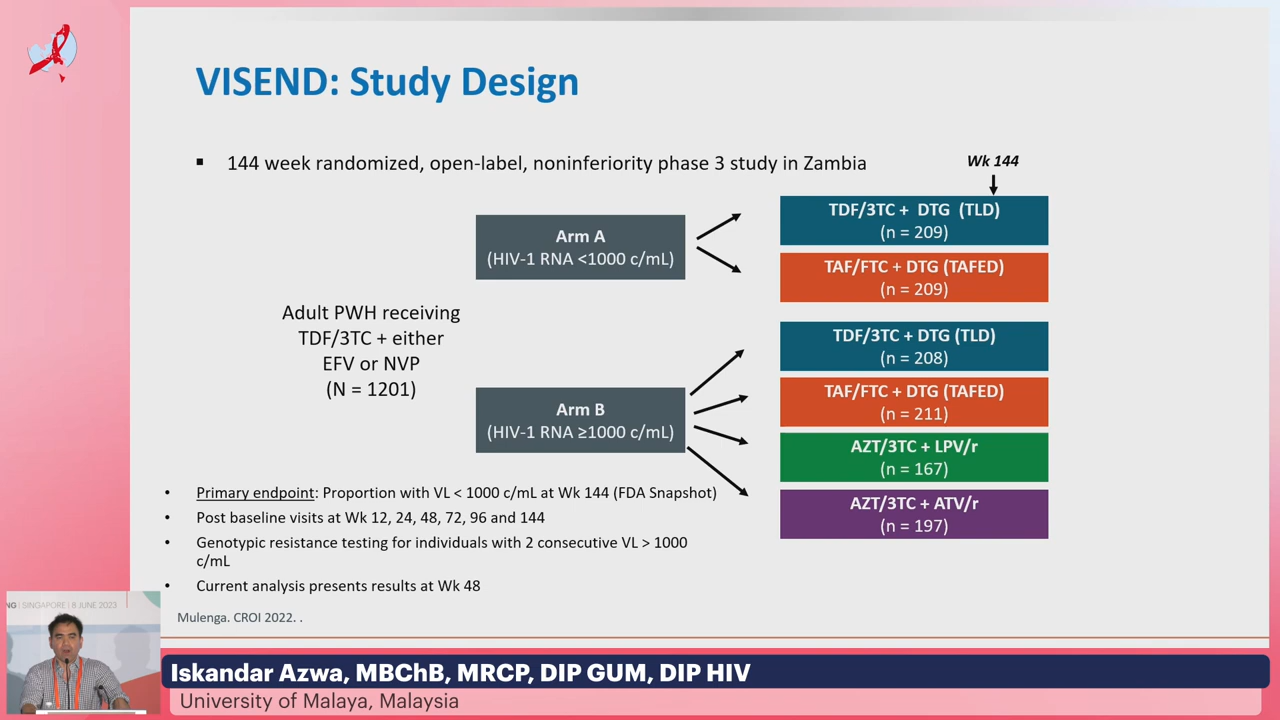 VISEND: Study Design
▪ 144 week randomized, open-label, noninferiority phase 3 study in Zambia
Wk 144
Adult PWH receiving
TDF/3TC + either
EFV or NVP
(N = 1201)
Arm A
(HIV-1 RNA <1000 c/mL)
TDF/3TC + DTG (TLD)
(n = 209)
TAF/FTC + DTG (TAFED)
(n = 209)
Arm B
(HIV-1 RNA ≥1000 c/mL)
TDF/3TC + DTG (TLD)
(n = 208)
TAF/FTC + DTG (TAFED)
(n = 211)
AZT/3TC + LPV/r
(n = 167)
AZT/3TC + ATV/r
(n = 197)
• Primary endpoint: Proportion with VL < 1000 c/mL at Wk 144 (FDA Snapshot)
• Post baseline visits at Wk 12, 24, 48, 72, 96 and 144
• Genotypic resistance testing for individuals with 2 consecutive VL > 1000
c/mL
• Current analysis presents results at Wk 48
Mulenga. CROI 2022. .
NG | SINGAPORE | 8 JUNE 2023
Iskandar Azwa, MBChB, MRCP, DIP GUM, DIP HIV
University of Malaya, Malaysia